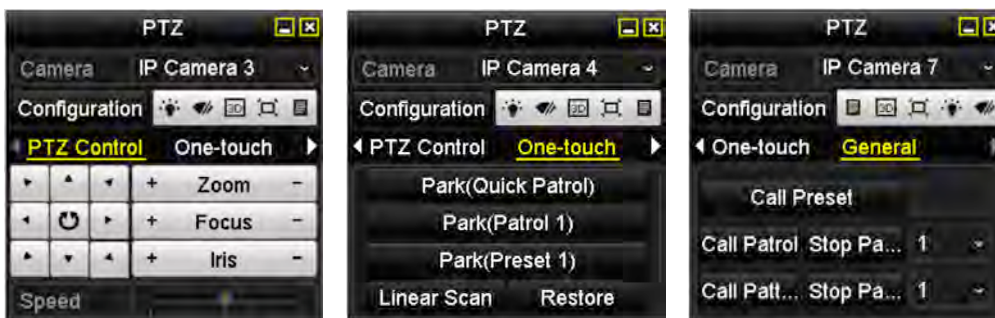 PTZ
Camera IP Camera 3
Configuration 3D
PTZ Control One-touch
+ Zoom -
+ Focus -
+ Iris -
Speed
PTZ
Camera IP Camera 4
Configuration 3D
PTZ Control One-touch
Park(Quick Patrol)
Park(Patrol 1)
Park(Preset 1)
Linear Scan Restore
PTZ
Camera IP Camera 7
Configuration 3D
One-touch General
Call Preset
Call Patrol Stop Pa... 1
Call Patt... Stop Pa... 1